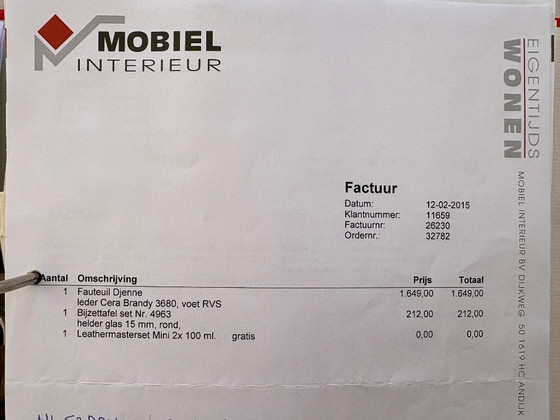 MOBIEL
INTERIEUR
EIGENTIJDS
WONEN
MOBIEL INTERIEUR BV DIJKWEG 50 1619 HC ANDIJK
Factuur
Datum: 12-02-2015
Klantnummer: 11659
Factuurnr: 26230
Ordernr.: 32782
Aantal Omschrijving Prijs Totaal
1 Fauteuil Djenne 1.649,00 1.649,00
leder Cera Brandy 3680, voet RVS
1 Bijzettafel set Nr. 4963 212,00 212,00
helder glas 15 mm, rond,
1 Leathermasterset Mini 2x 100 ml. gratis 0,00 0,00